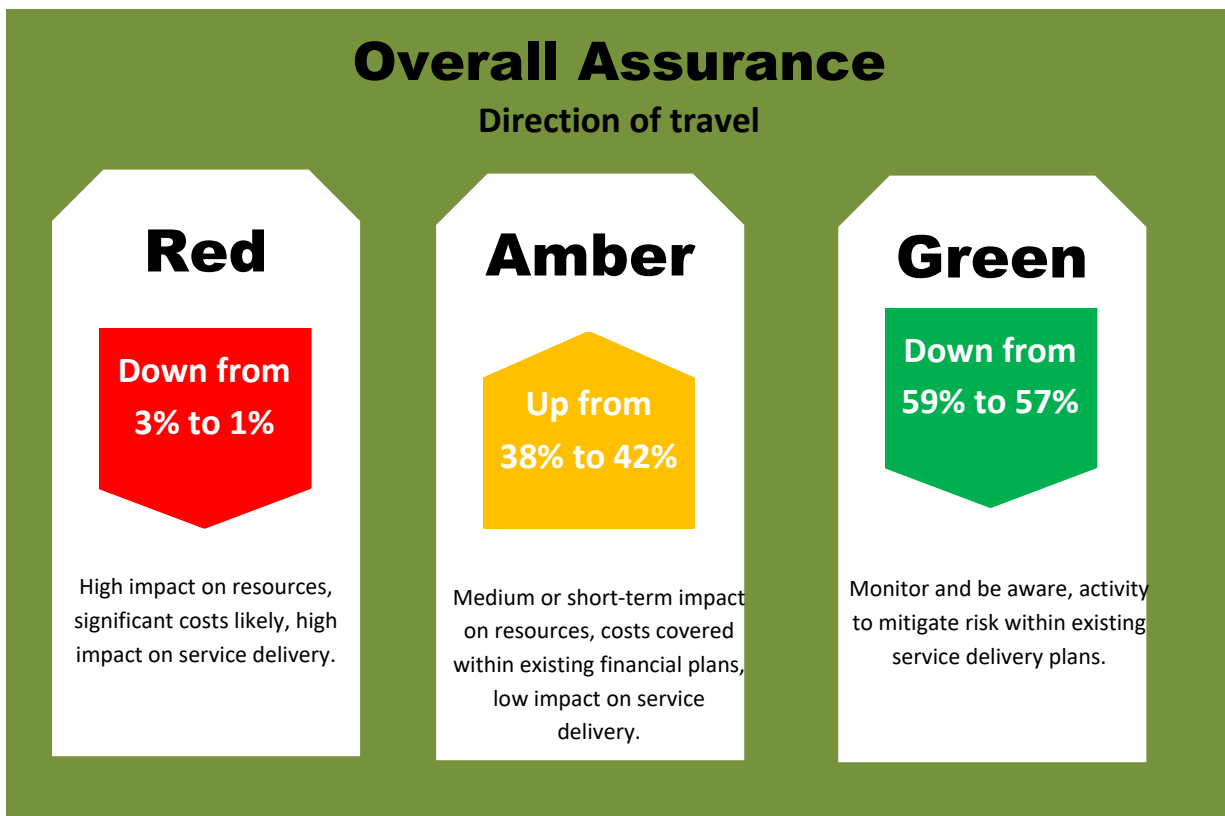 Overall Assurance
Direction of travel
Red
Down from
3% to 1%
High impact on resources,
significant costs likely, high
impact on service delivery.
Amber
Up from
38% to 42%
Medium or short-term impact
on resources, costs covered
within existing financial plans,
low impact on service
delivery.
Green
Down from
59% to 57%
Monitor and be aware, activity
to mitigate risk within existing
service delivery plans.